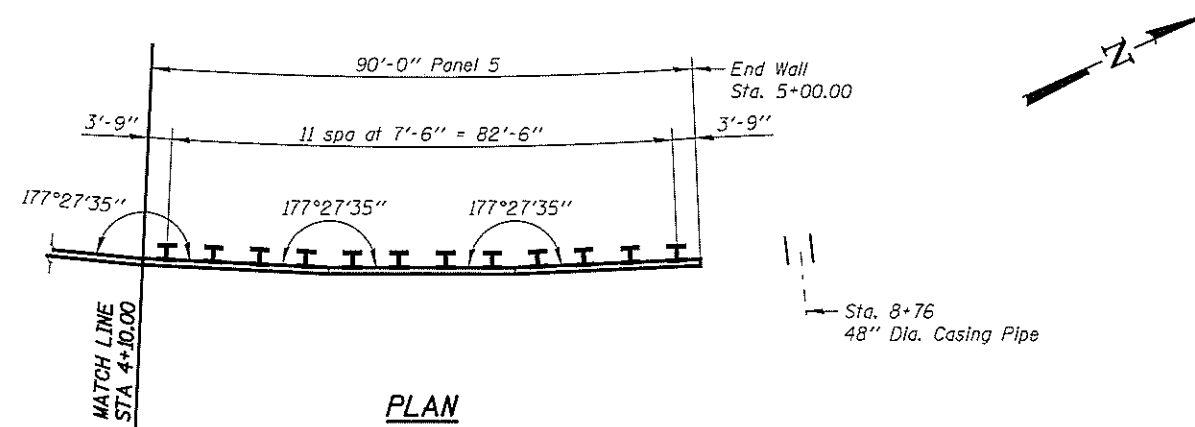 90'-0" Panel 5
End Wall
Sta. 5+00.00
N
3'-9"
11 spa at 7'-6" = 82'-6"
3'-9"
177°27'35"
177°27'35"
177°27'35"
MATCH LINE
STA 4+10.00
Sta. 8+76
48" Dia. Casing Pipe
PLAN